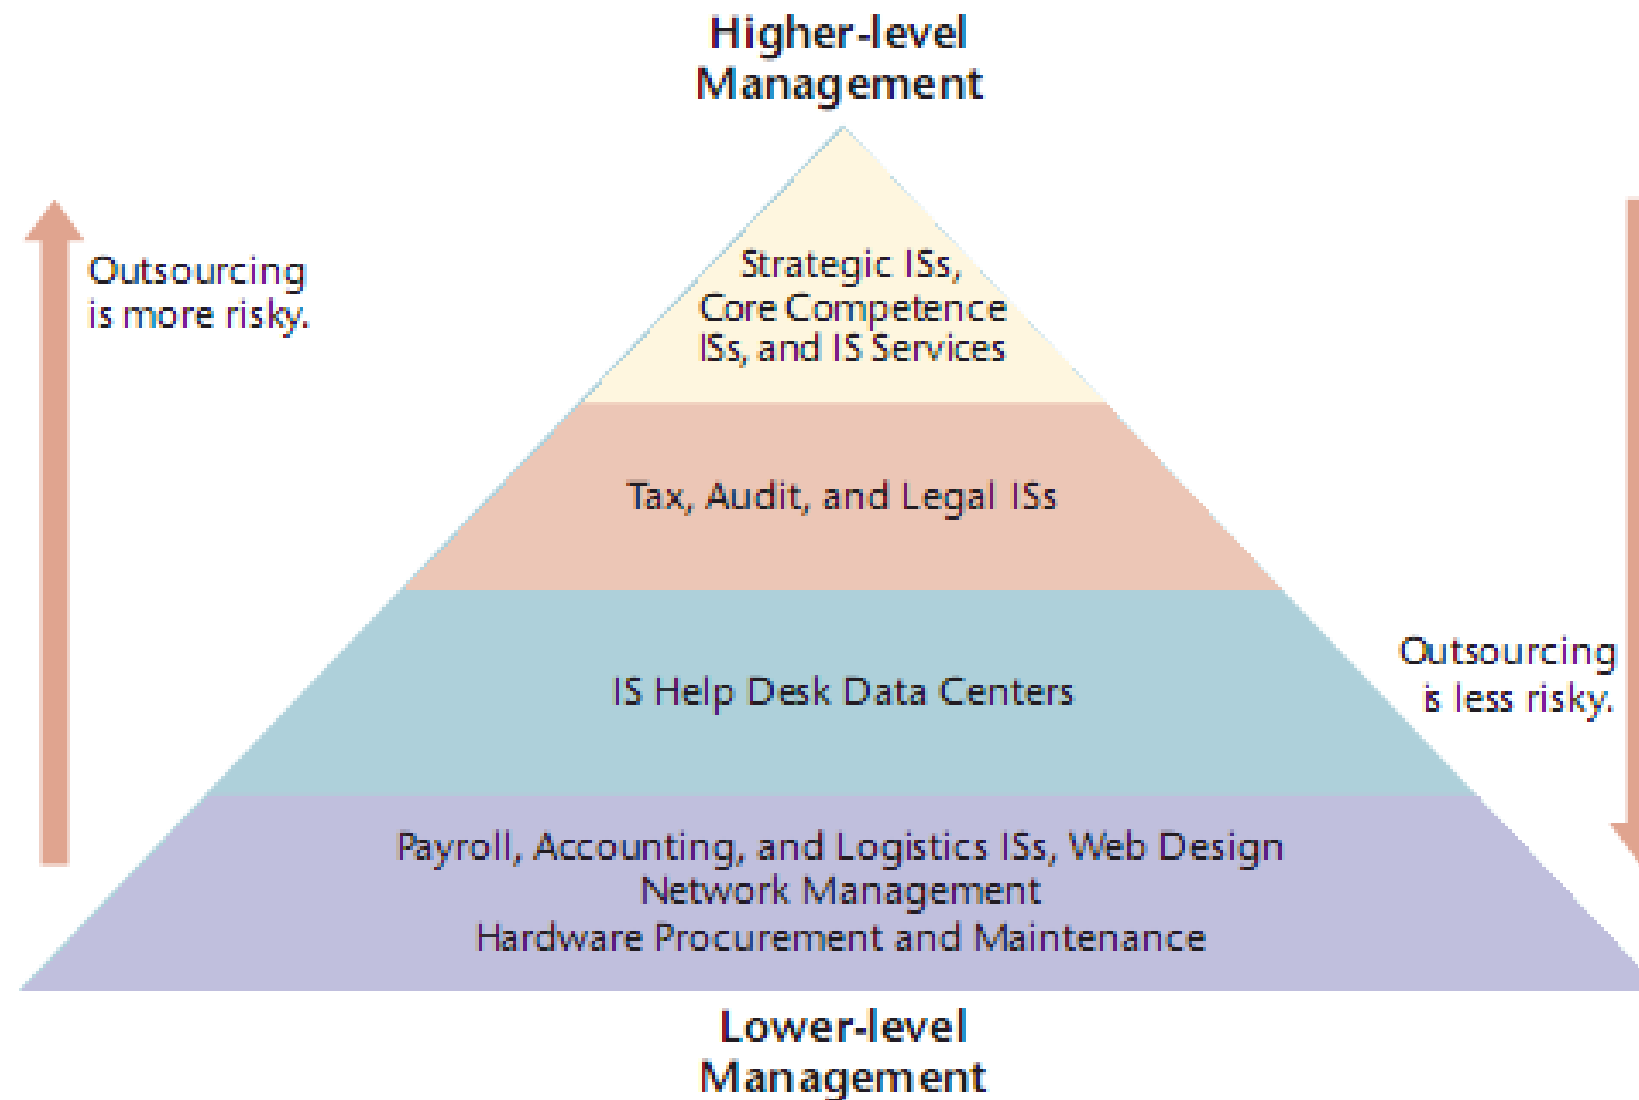 Higher-level
Management
Outsourcing
is more risky.
Strategic ISs,
Core Competence
ISs, and IS Services
Tax, Audit, and Legal ISs
IS Help Desk Data Centers
Outsourcing
is less risky.
Payroll, Accounting, and Logistics ISs, Web Design
Network Management
Hardware Procurement and Maintenance
Lower-level
Management